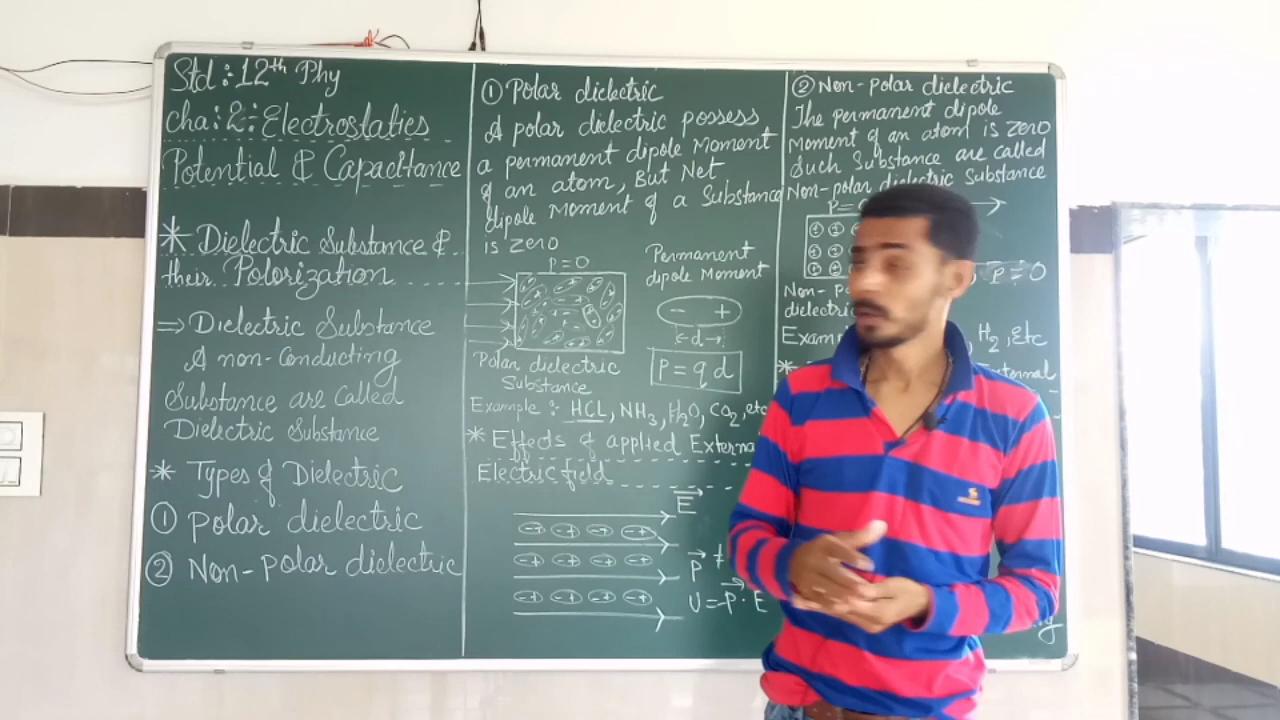 Std :- 12th Phy
cha: 2: Electrostatics
Potential & Capacitance
* Dielectric Substance &
their Polorization
⇒ Dielectric Substance
A non-Conducting
Substance are Called
Dielectric Substance
* Types of Dielectric
① Polar dielectric
② Non-Polar dielectric
① Polar dielectric
A polar dielectric possess
a permanent dipole Moment
of an atom, But Net
dipole Moment of a Substance
is zero
P=0
Polar dielectric
Substance
Permanent
dipole Moment
- +
←d→
P = q d
Example : HCL, NH3, H2O, CO2, etc
* Effects of applied External
Electric field
E
P ≠
U = -P · E
② Non-Polar dielectric
The permanent dipole
Moment of an atom is zero
Such Substance are called
Non-polar dielectric Substance
P=
P=0
Non-
dielectric
H2, Etc